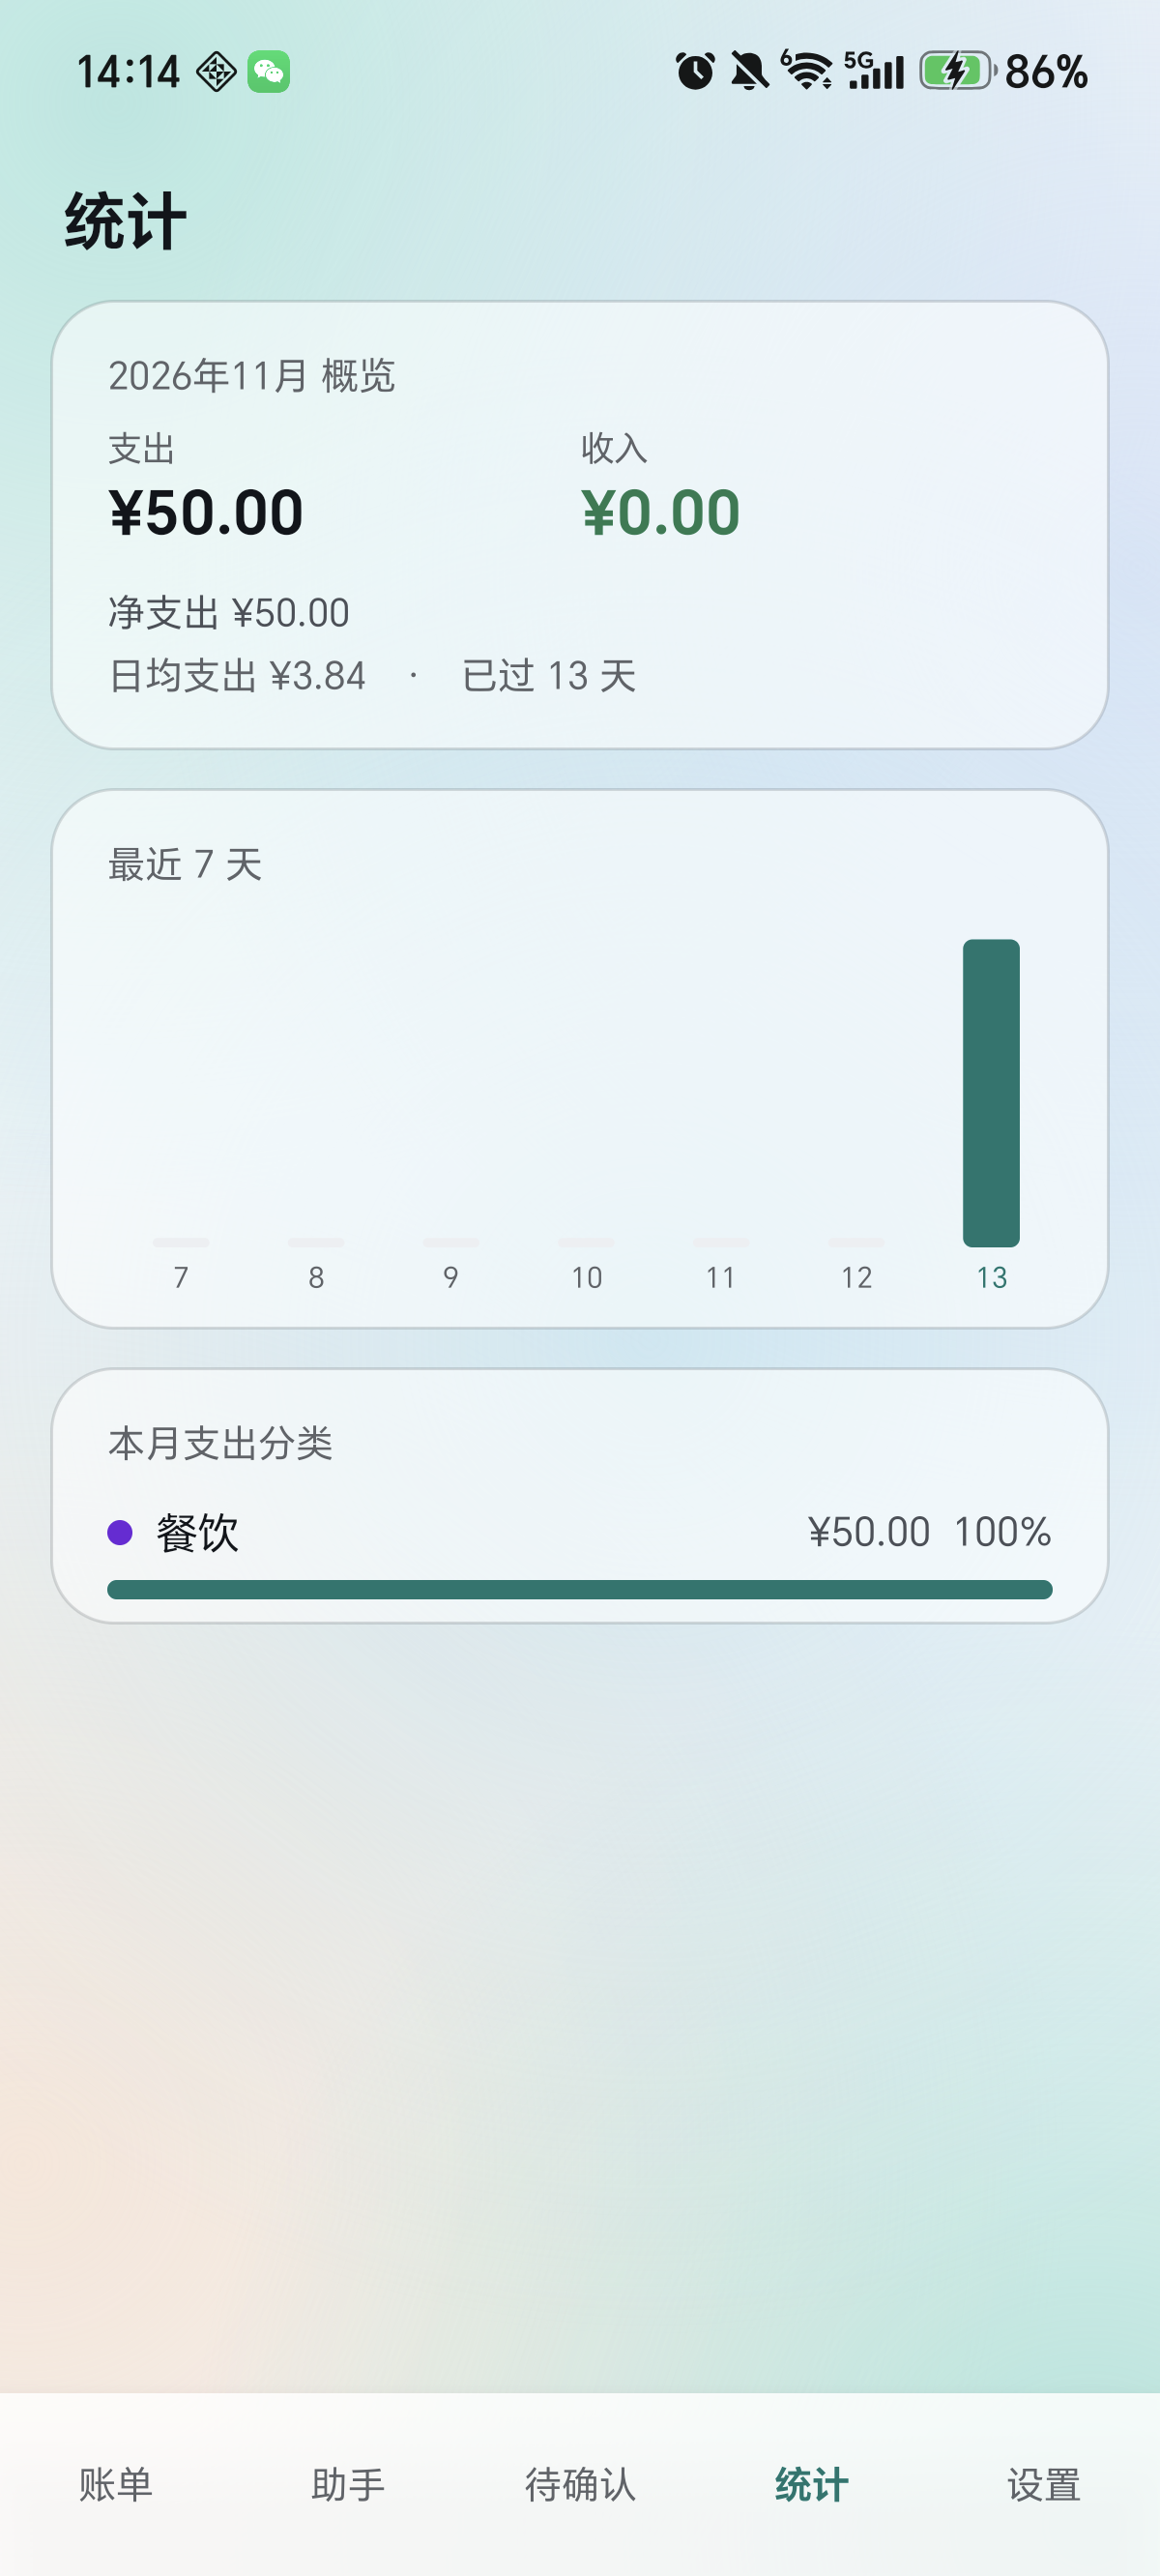 14:14
6 5G 86%
统计
2026年11月 概览
支出 收入
¥50.00 ¥0.00
净支出 ¥50.00
日均支出 ¥3.84 · 已过 13 天
最近 7 天
7 8 9 10 11 12 13
本月支出分类
餐饮 ¥50.00 100%
账单 助手 待确认 统计 设置